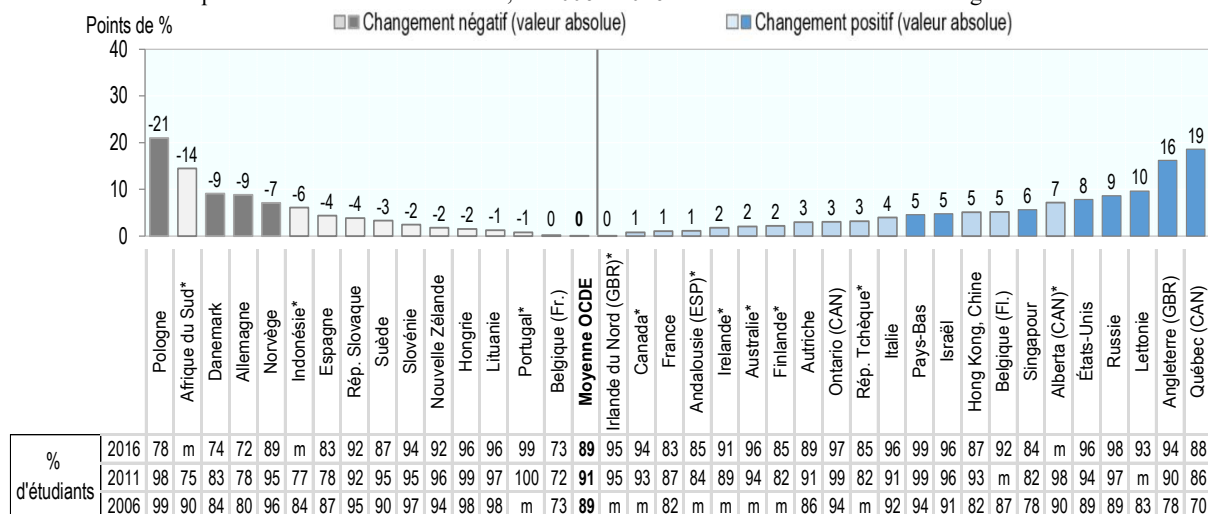 Points de %
Changement négatif (valeur absolue)
Changement positif (valeur absolue)
40
30
20
10
0
-21 -14 -9 -9 -7 -6 -4 -4 -3 -2 -2 -2 -1 -1 0 0 0 1 1 1 2 2 2 3 3 3 4 5 5 5 5 6 7 8 9 10 16 19
Pologne
Afrique du Sud*
Danemark
Allemagne
Norvège
Indonésie*
Espagne
Rép. Slovaque
Suède
Slovénie
Nouvelle Zélande
Hongrie
Lituanie
Portugal*
Belgique (Fr.)
Moyenne OCDE
Irlande du Nord (GBR)*
Canada*
France
Andalousie (ESP)*
Irelande*
Australie*
Finlande*
Autriche
Ontario (CAN)
Rép. Tchèque*
Italie
Pays-Bas
Israël
Hong Kong, Chine
Belgique (Fl.)
Singapour
Alberta (CAN)*
États-Unis
Russie
Lettonie
Angleterre (GBR)
Québec (CAN)
% d'étudiants
2016 78 m 74 72 89 m 83 92 87 94 92 96 96 99 73 89 95 94 83 85 91 96 85 89 97 85 96 99 96 87 92 84 m 96 98 93 94 88
2011 98 75 83 78 95 77 78 92 95 95 96 99 97 100 72 91 95 93 87 84 89 94 82 91 99 82 91 99 96 93 m 82 98 94 97 m 90 86
2006 99 90 84 80 96 84 87 95 90 97 94 98 98 m 73 89 m m 82 m m m m 86 94 m 92 94 91 82 87 78 90 89 89 83 78 70